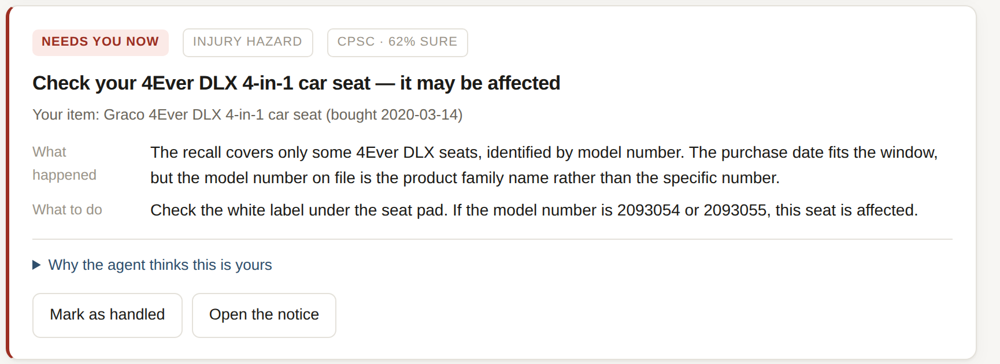 NEEDS YOU NOW
INJURY HAZARD
CPSC · 62% SURE
Check your 4Ever DLX 4-in-1 car seat — it may be affected
Your item: Graco 4Ever DLX 4-in-1 car seat (bought 2020-03-14)
What happened
The recall covers only some 4Ever DLX seats, identified by model number. The purchase date fits the window,
but the model number on file is the product family name rather than the specific number.
What to do
Check the white label under the seat pad. If the model number is 2093054 or 2093055, this seat is affected.
Why the agent thinks this is yours
Mark as handled
Open the notice